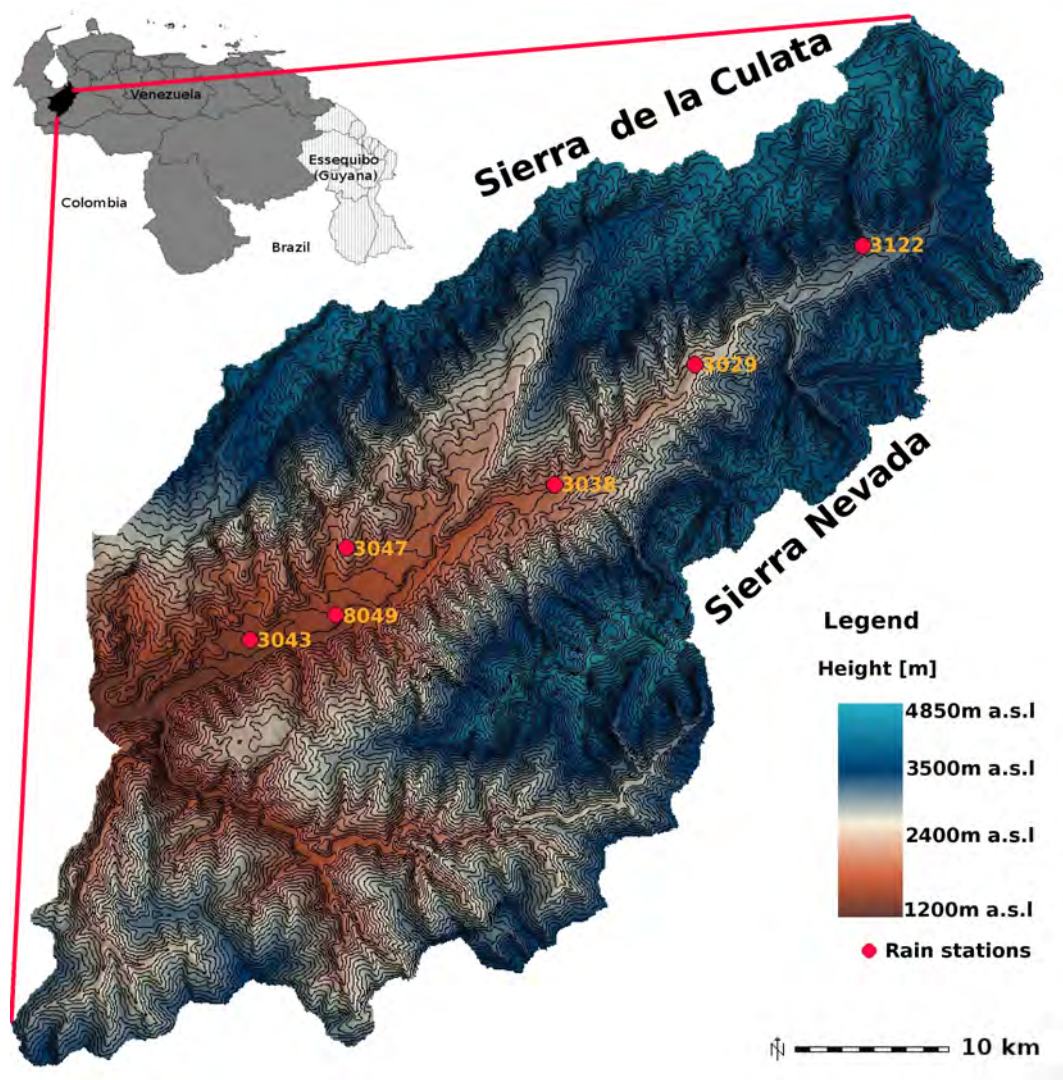 Venezuela
Essequibo
(Guyana)
Colombia
Brazil
Sierra de la Culata
3122
3029
3038
3047
8049
3043
Sierra Nevada
Legend
Height [m]
4850m a.s.l
3500m a.s.l
2400m a.s.l
1200m a.s.l
Rain stations
N
10 km